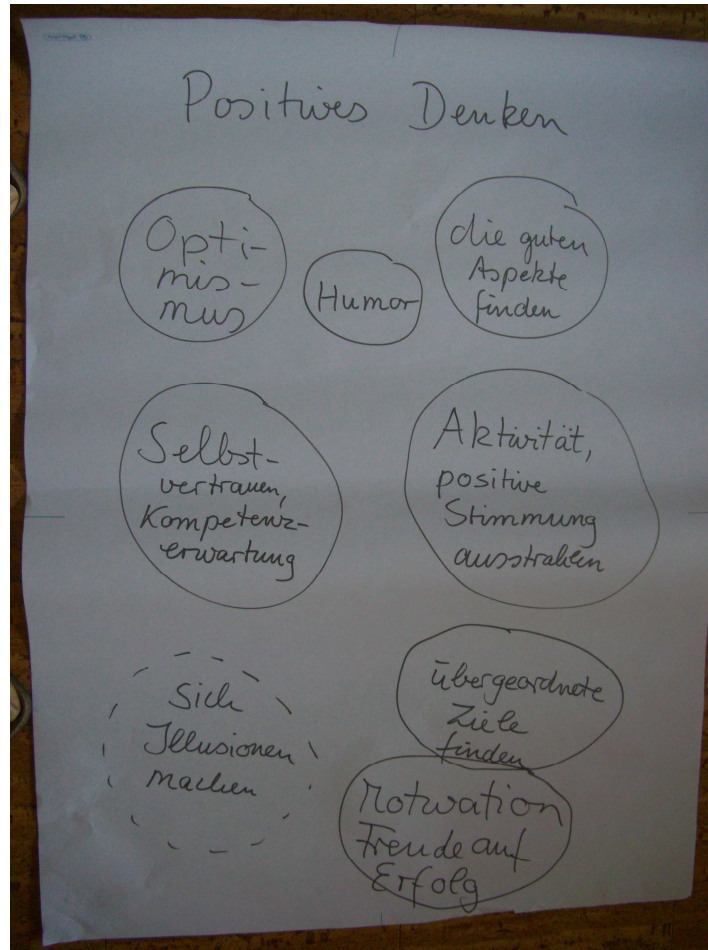 Positives Denken
Opti-
mis-
mus
Humor
die guten
Aspekte
finden
Selbst-
vertrauen,
Kompetenz-
erwartung
Aktivität,
positive
Stimmung
ausstrahlen
Sich
Illusionen
machen
übergeordnete
Ziele
finden
Motivation
Freude auf
Erfolg